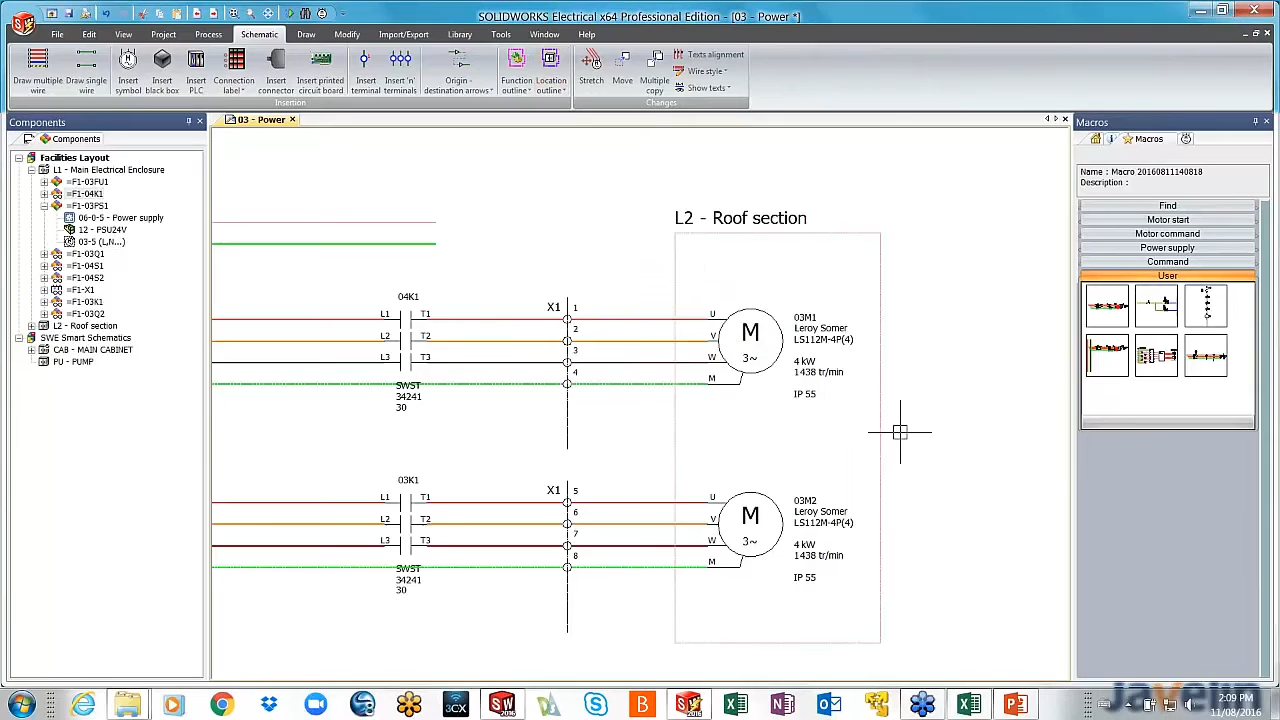 SOLIDWORKS Electrical x64 Professional Edition - [03 - Power *]
File Edit View Project Process Schematic Draw Modify Import/Export Library Tools Window Help
Draw multiple wire
Draw single wire
Insert symbol
Insert black box
Insert PLC
Connection label
Insert connector
Insert printed circuit board
Insert terminal
Insert 'n' terminals
Origin - destination arrows
Function outline
Location outline
Stretch
Move
Multiple copy
Texts alignment
Wire style
Show texts
Insertion
Changes
Components
Components
Facilities Layout
L1 - Main Electrical Enclosure
=F1-03FU1
=F1-04K1
=F1-03PS1
06-0-5 - Power supply
12 - PSU24V
03-5 (L,N...)
=F1-03Q1
=F1-04S1
=F1-04S2
=F1-X1
=F1-03K1
=F1-03Q2
L2 - Roof section
SWE Smart Schematics
CAB - MAIN CABINET
PU - PUMP
03 - Power
L2 - Roof section
04K1
L1 T1
L2 T2
L3 T3
SWST
34241
30
X1
1
2
3
4
U
V
W
M
M
3~
03M1
Leroy Somer
LS112M-4P(4)
4 kW
1438 tr/min
IP 55
03K1
L1 T1
L2 T2
L3 T3
SWST
34241
30
X1
5
6
7
8
U
V
W
M
M
3~
03M2
Leroy Somer
LS112M-4P(4)
4 kW
1438 tr/min
IP 55
Macros
Macros
Name : Macro 20160811140818
Description :
Find
Motor start
Motor command
Power supply
Command
User
3CX
2:09 PM
11/08/2016